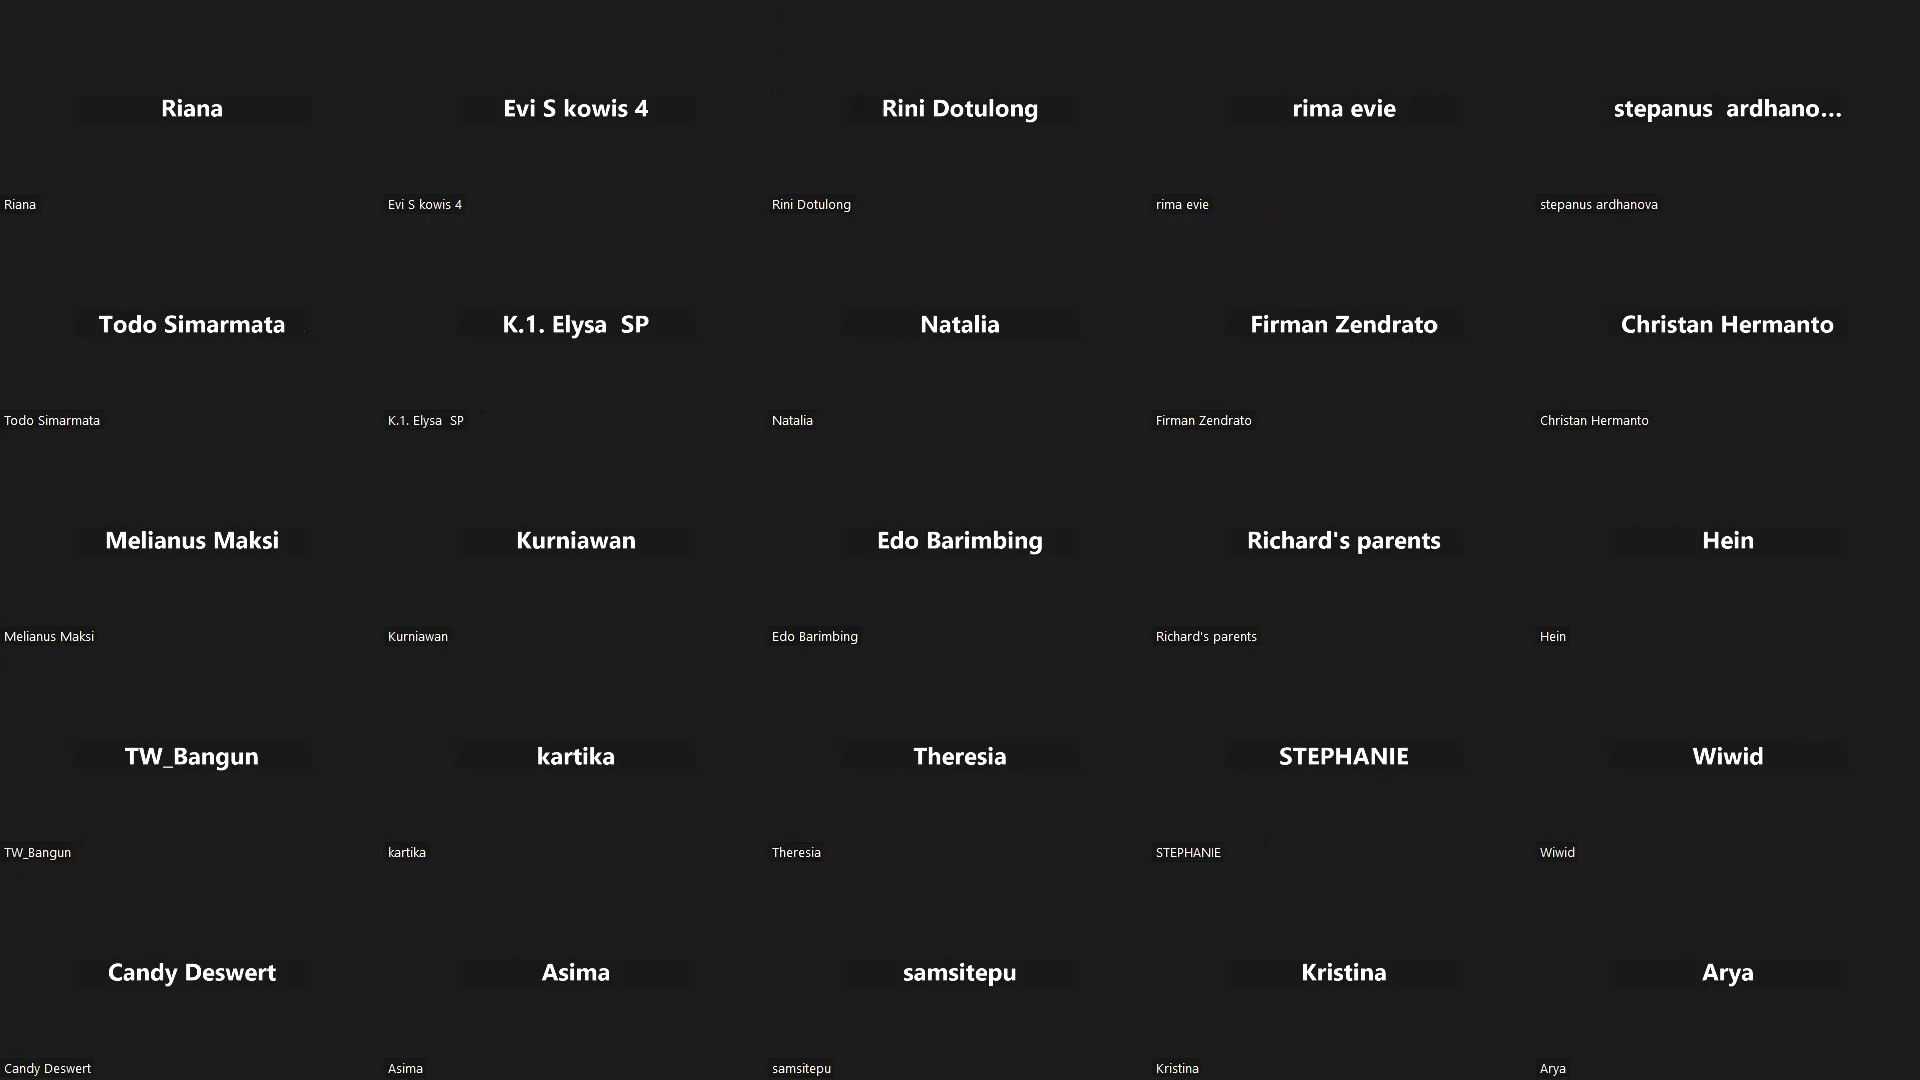 Riana
Evi S kowis 4
Rini Dotulong
rima evie
stepanus  ardhano...
Riana
Evi S kowis 4
Rini Dotulong
rima evie
stepanus ardhanova
Todo Simarmata
K.1. Elysa  SP
Natalia
Firman Zendrato
Christan Hermanto
Todo Simarmata
K.1. Elysa  SP
Natalia
Firman Zendrato
Christan Hermanto
Melianus Maksi
Kurniawan
Edo Barimbing
Richard's parents
Hein
Melianus Maksi
Kurniawan
Edo Barimbing
Richard's parents
Hein
TW_Bangun
kartika
Theresia
STEPHANIE
Wiwid
TW_Bangun
kartika
Theresia
STEPHANIE
Wiwid
Candy Deswert
Asima
samsitepu
Kristina
Arya
Candy Deswert
Asima
samsitepu
Kristina
Arya